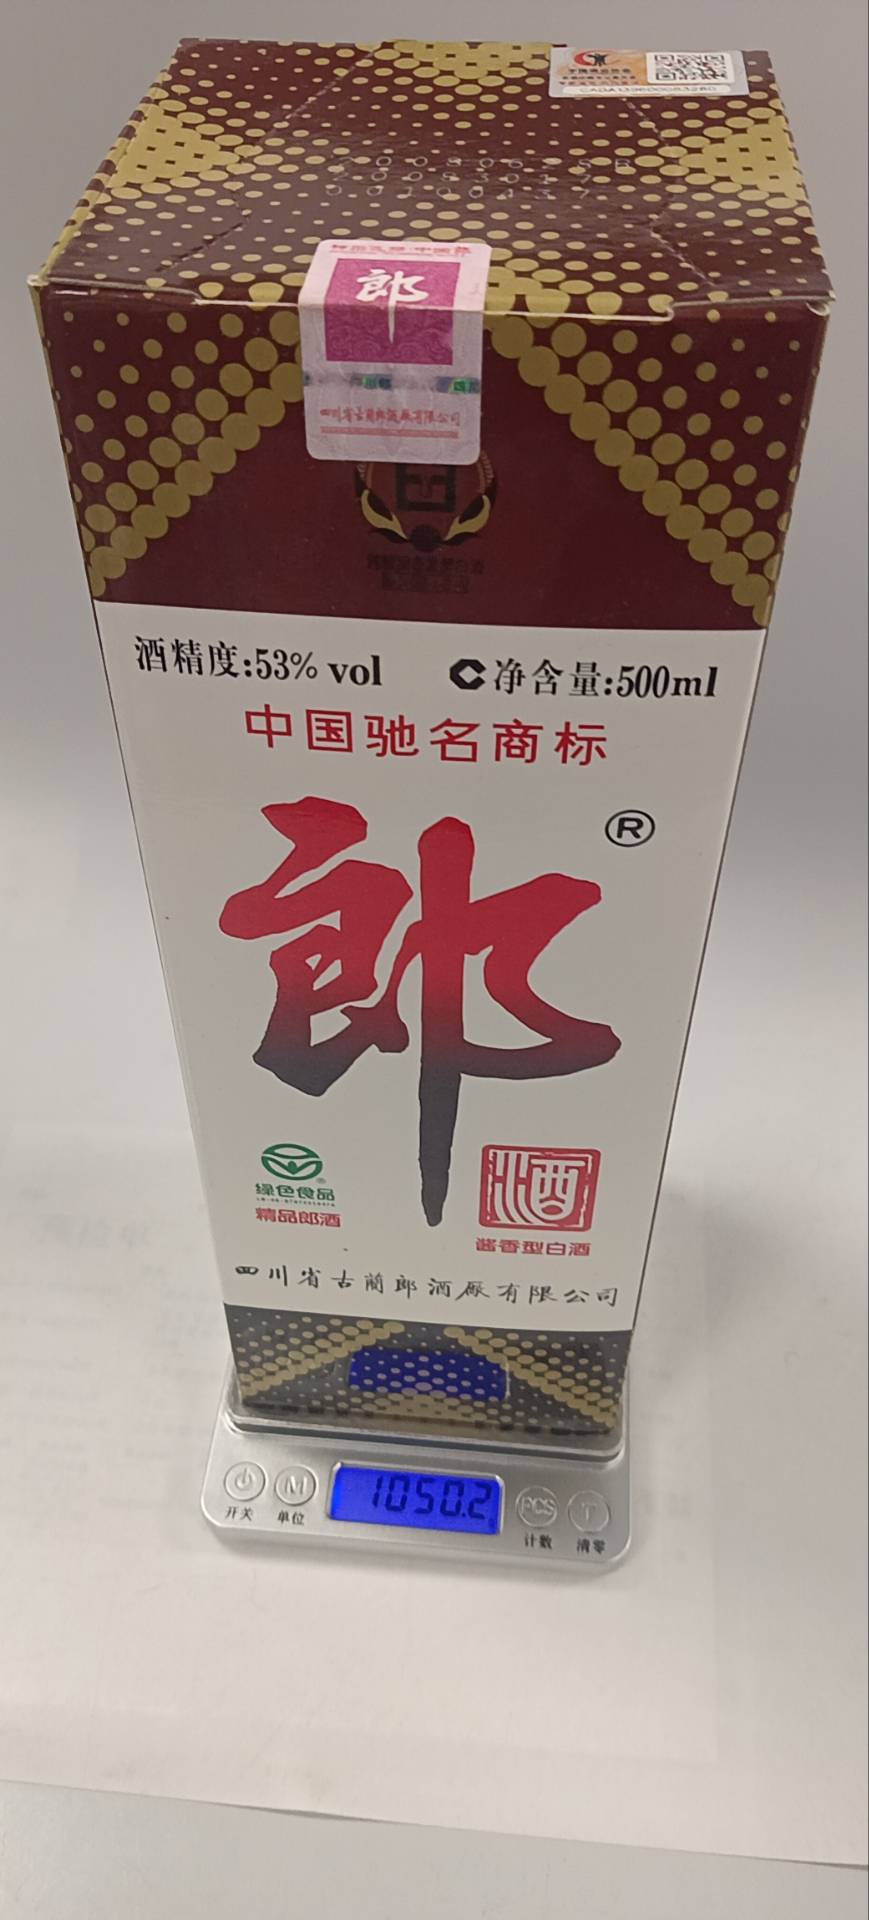 CADA1396000083280
郎
四川省古蔺郎酒厂有限公司
酒精度:53% vol
C净含量:500ml
中国驰名商标
郎®
绿色食品®
精品郎酒
酒
酱香型白酒
四川省古蔺郎酒厰有限公司
1050.2
M
PCS
T
开关
单位
计数
清零